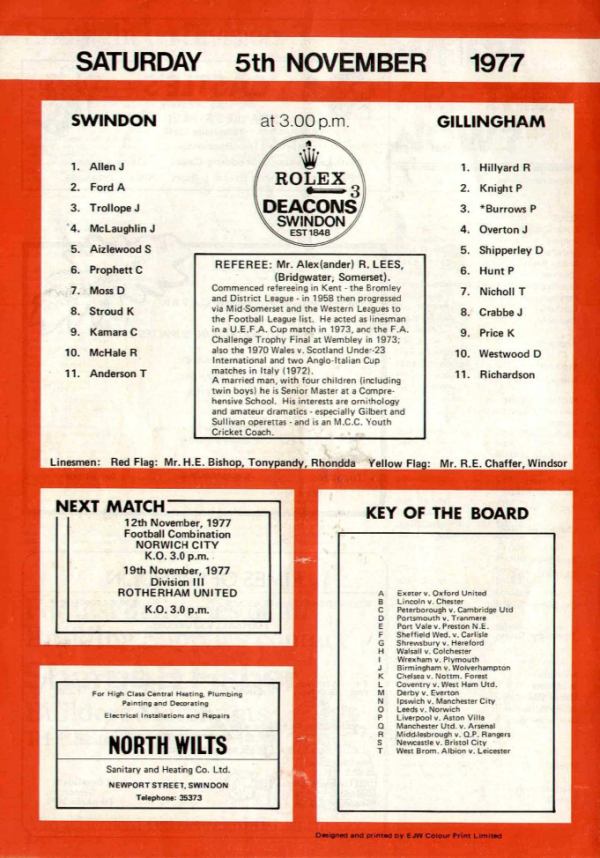 SATURDAY 5th NOVEMBER 1977
SWINDON
at 3.00 p.m.
GILLINGHAM
1. Allen J
2. Ford A
3. Trollope J
4. McLaughlin J
5. Aizlewood S
6. Prophett C
7. Moss D
8. Stroud K
9. Kamara C
10. McHale R
11. Anderson T
ROLEX
3
DEACONS
SWINDON
EST 1848
REFEREE: Mr. Alex(ander) R. LEES,
(Bridgwater, Somerset).
Commenced refereeing in Kent - the Bromley
and District League - in 1958 then progressed
via Mid-Somerset and the Western Leagues to
the Football League list. He acted as linesman
in a U.E.F.A. Cup match in 1973, and the F.A.
Challenge Trophy Final at Wembley in 1973;
also the 1970 Wales v. Scotland Under-23
International and two Anglo-Italian Cup
matches in Italy (1972).
A married man, with four children (including
twin boys) he is Senior Master at a Compre-
hensive School. His interests are ornithology
and amateur dramatics - especially Gilbert and
Sullivan operettas - and is an M.C.C. Youth
Cricket Coach.
1. Hillyard R
2. Knight P
3. *Burrows P
4. Overton J
5. Shipperley D
6. Hunt P
7. Nicholl T
8. Crabbe J
9. Price K
10. Westwood D
11. Richardson
Linesmen: Red Flag: Mr. H.E. Bishop, Tonypandy, Rhondda Yellow Flag: Mr. R.E. Chaffer, Windsor
NEXT MATCH
12th November, 1977
Football Combination
NORWICH CITY
K.O. 3.0 p.m.
19th November, 1977
Division III
ROTHERHAM UNITED
K.O. 3.0 p.m.
For High Class Central Heating, Plumbing
Painting and Decorating
Electrical Installations and Repairs
NORTH WILTS
Sanitary and Heating Co. Ltd.
NEWPORT STREET, SWINDON
Telephone: 35373
KEY OF THE BOARD
A Exeter v. Oxford United
B Lincoln v. Chester
C Peterborough v. Cambridge Utd
D Portsmouth v. Tranmere
E Port Vale v. Preston N.E.
F Sheffield Wed. v. Carlisle
G Shrewsbury v. Hereford
H Walsall v. Colchester
I Wrexham v. Plymouth
J Birmingham v. Wolverhampton
K Chelsea v. Nottm. Forest
L Coventry v. West Ham Utd.
M Derby v. Everton
N Ipswich v. Manchester City
O Leeds v. Norwich
P Liverpool v. Aston Villa
Q Manchester Utd. v. Arsenal
R Middlesbrough v. Q.P. Rangers
S Newcastle v. Bristol City
T West Brom. Albion v. Leicester
Designed and printed by EJW Colour Print Limited